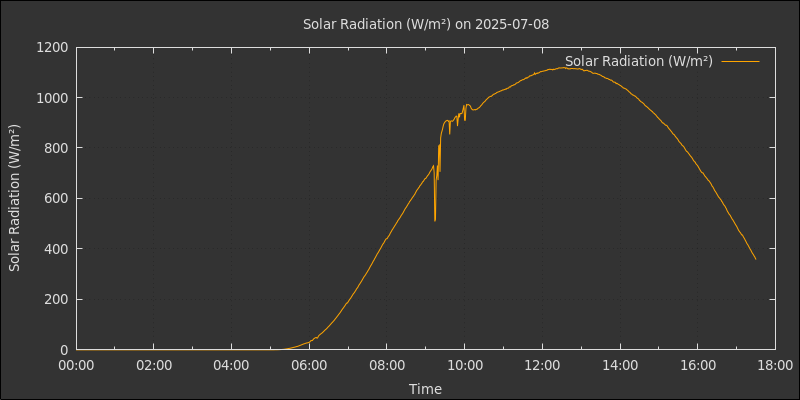 Solar Radiation (W/m²) on 2025-07-08
Solar Radiation (W/m²)
1200
1000
800
600
400
200
0
Solar Radiation (W/m²)
00:00 02:00 04:00 06:00 08:00 10:00 12:00 14:00 16:00 18:00
Time